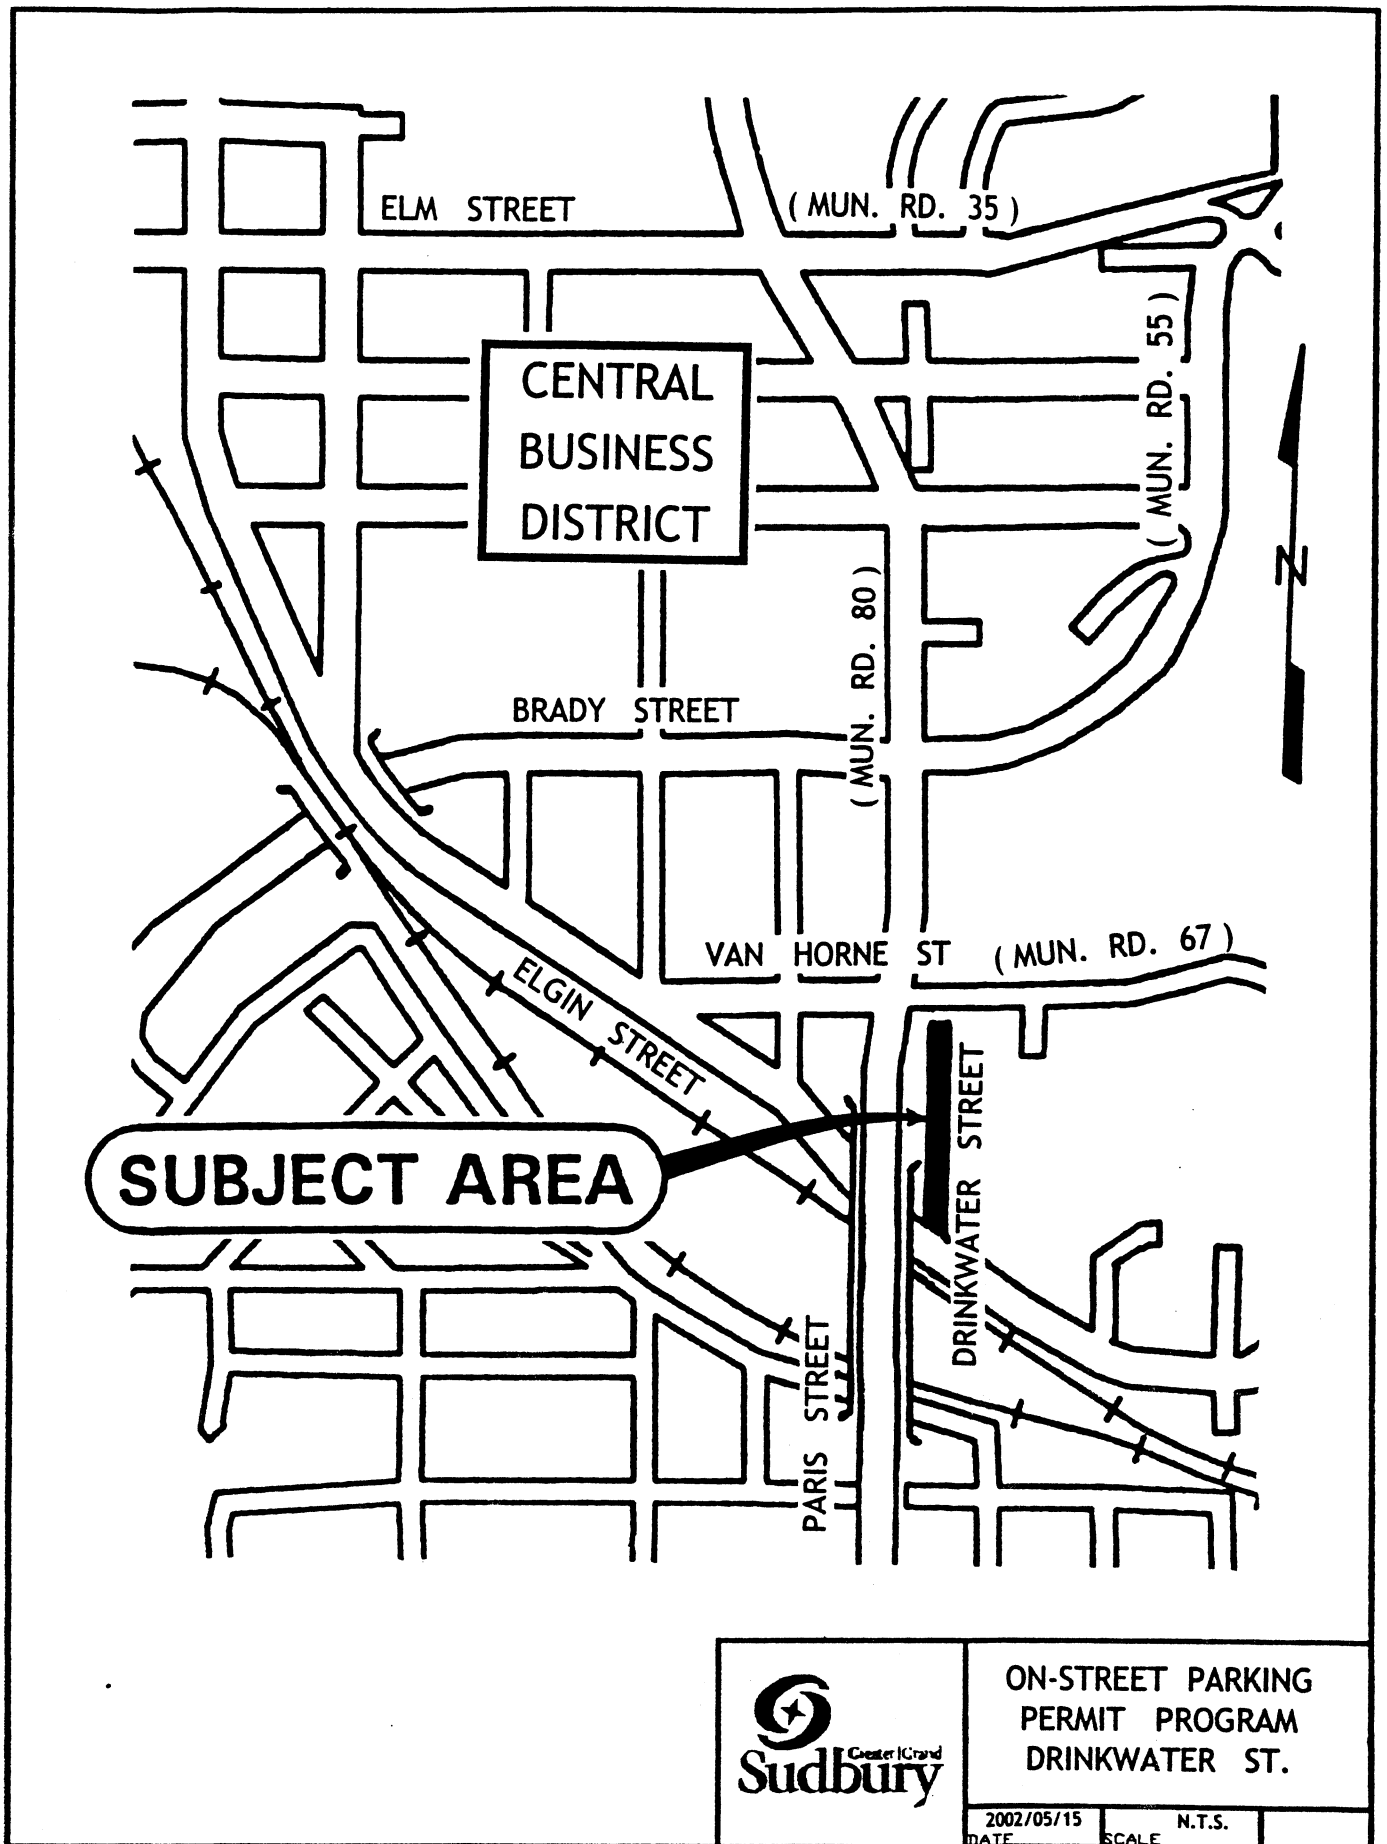 ELM STREET
( MUN. RD. 35 )
( MUN. RD. 55 )
CENTRAL
BUSINESS
DISTRICT
N
( MUN. RD. 80 )
BRADY STREET
VAN HORNE ST ( MUN. RD. 67 )
ELGIN STREET
DRINKWATER STREET
SUBJECT AREA
PARIS STREET
Greater | Grand
Sudbury
ON-STREET PARKING
PERMIT PROGRAM
DRINKWATER ST.
2002/05/15
DATE
N.T.S.
SCALE